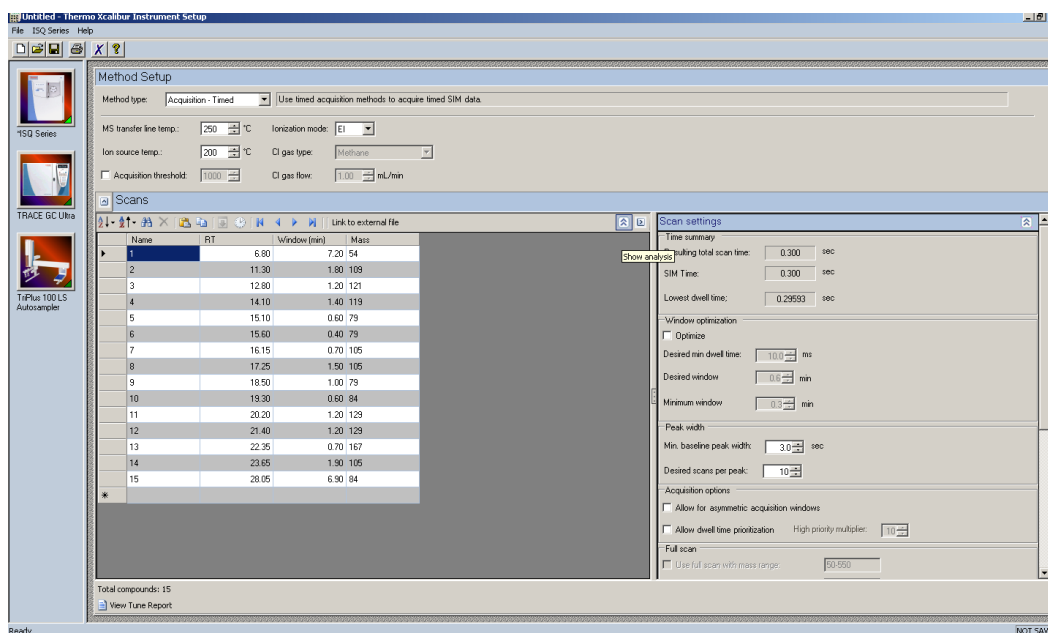 Untitled - Thermo Xcalibur Instrument Setup
File ISQ Series Help
Method Setup
Method type: Acquisition - Timed Use timed acquisition methods to acquire timed SIM data.
MS transfer line temp.: 250 °C Ionization mode: EI
Ion source temp.: 200 °C CI gas type: Methane
Acquisition threshold: 1000 CI gas flow: 1.00 mL/min
*ISQ Series
TRACE GC Ultra
TriPlus 100 LS
Autosampler
Scans
Link to external file
Show analysis
Name RT Window (min) Mass
1 6.80 7.20 54
2 11.30 1.80 109
3 12.80 1.20 121
4 14.10 1.40 119
5 15.10 0.60 79
6 15.60 0.40 79
7 16.15 0.70 105
8 17.25 1.50 105
9 18.50 1.00 79
10 19.30 0.60 84
11 20.20 1.20 129
12 21.40 1.20 129
13 22.35 0.70 167
14 23.65 1.90 105
15 28.05 6.90 84
Scan settings
Time summary
total scan time: 0.300 sec
SIM Time: 0.300 sec
Lowest dwell time: 0.29593 sec
Window optimization
Optimize
Desired min dwell time: 10.0 ms
Desired window 0.6 min
Minimum window 0.3 min
Peak width
Min. baseline peak width: 3.0 sec
Desired scans per peak: 10
Acquisition options
Allow for asymmetric acquisition windows
Allow dwell time prioritization High priority multiplier: 10
Full scan
Use full scan with mass range: 50-550
Total compounds: 15
View Tune Report
Ready
NOT SAV